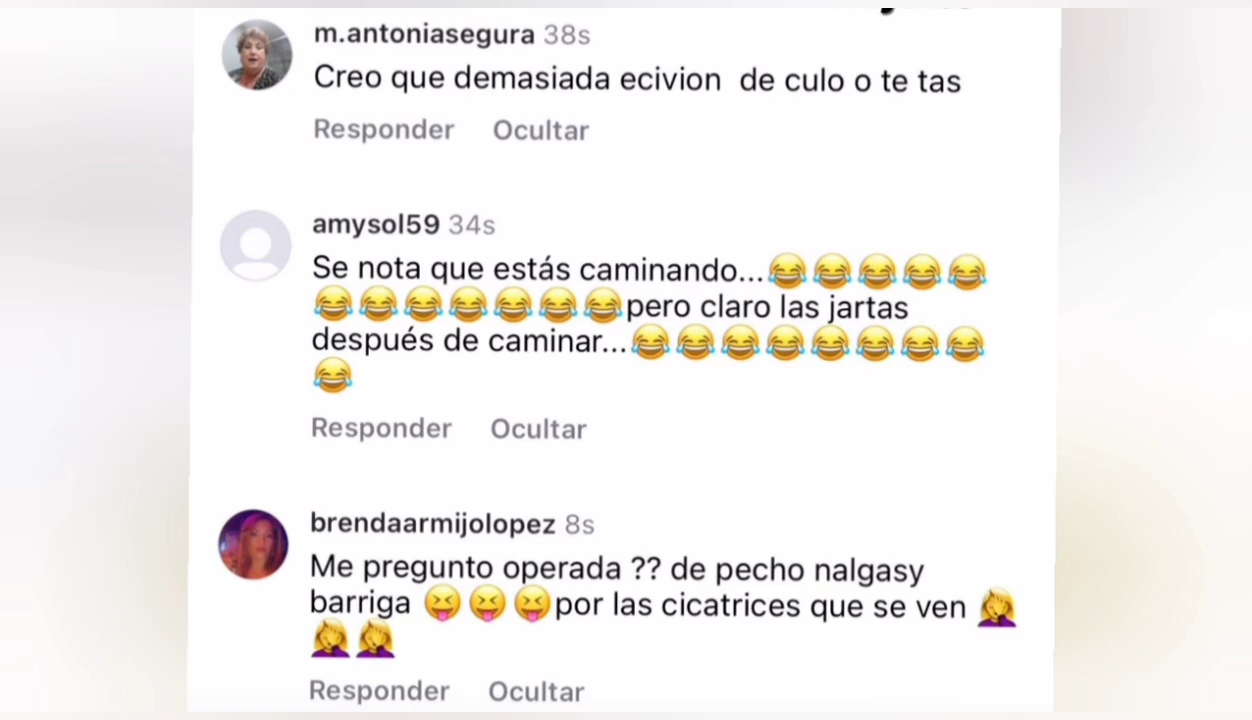 m.antoniasegura 38s
Creo que demasiada ecivion de culo o te tas
Responder Ocultar
amysol59 34s
Se nota que estás caminando...😂😂😂😂😂
😂😂😂😂😂😂😂pero claro las jartas
después de caminar...😂😂😂😂😂😂😂😂
😂
Responder Ocultar
brendaarmijolopez 8s
Me pregunto operada ?? de pecho nalgasy
barriga 😝😝😝por las cicatrices que se ven 🤦‍♀️
🤦‍♀️🤦‍♀️
Responder Ocultar